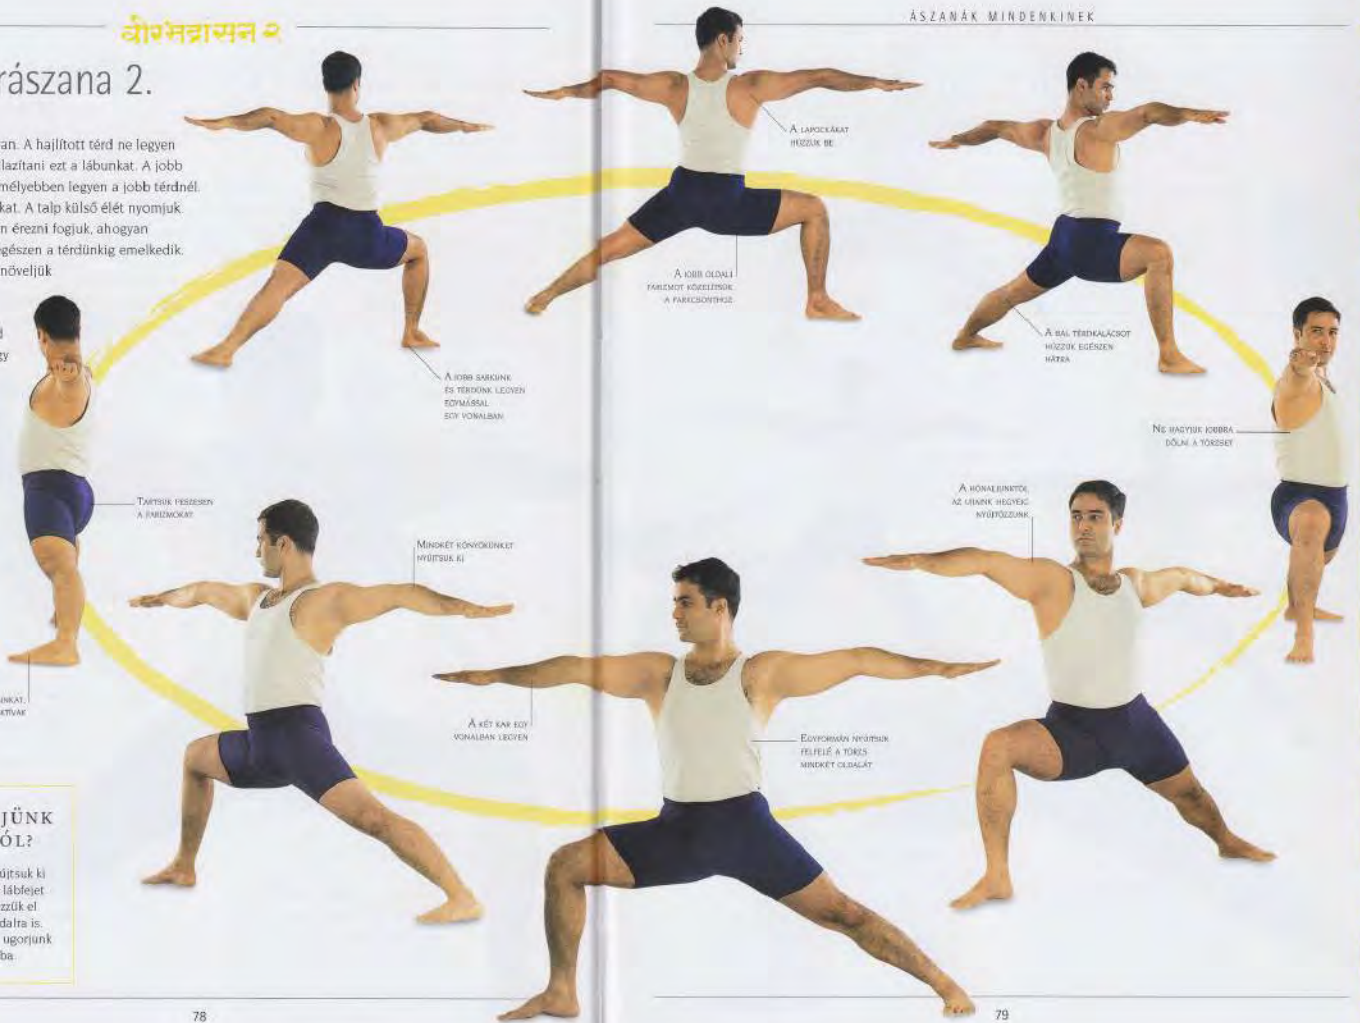 वीरभद्रासन २
rászana 2.
an. A hajlított térd ne legyen
lazítani ezt a lábunkat. A jobb
mélyebben legyen a jobb térdnél.
kat. A talp külső élét nyomjuk
n érezni fogjuk, ahogyan
egészen a térdünkig emelkedik.
növeljük
d
gy
A JOBB SARKUNK
ÉS TÉRDÜNK LEGYEN
EGYMÁSSAL
EGY VONALBAN
TARTSUK FESZESEN
A FARIZMOKAT
MINDKÉT KÖNYÖKÜNKET
NYÚJTSUK KI
UNKAT,
KTÍVAK
JÜNK
ÓL?
újtsuk ki
lábfejet
zzük el
dalra is.
ugorjunk
ba.
78
ÁSZANÁK MINDENKINEK
A LAPOCKÁKAT
HÚZZUK BE
A JOBB OLDALI
FARIZMOT KÖZELÍTSÜK
A FARKCSONTHOZ
A BAL TÉRDKALÁCSOT
HÚZZUK EGÉSZEN
HÁTRA
NE HAGYJUK JOBBRA
DŐLNI A TÖRZSET
A HÓNALJUNKTÓL
AZ UJJAINK HEGYÉIG
NYÚJTÓZZUNK
A KÉT KAR EGY
VONALBAN LEGYEN
EGYFORMÁN NYÚJTSUK
FELFELÉ A TÖRZS
MINDKÉT OLDALÁT
79